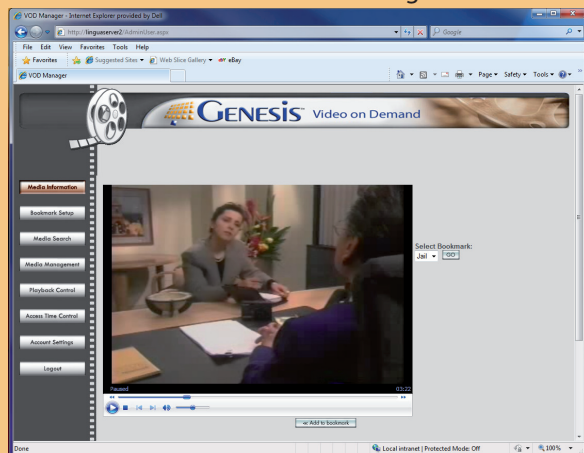 VOD Manager - Internet Explorer provided by Dell
http://linguaserver2/AdminUser.aspx
Google
File Edit View Favorites Tools Help
Favorites Suggested Sites Web Slice Gallery eBay
VOD Manager
Page Safety Tools
GENESIS Video on Demand
Media Information
Bookmark Setup
Media Search
Media Management
Playback Control
Access Time Control
Account Settings
Logout
Select Bookmark:
Jail GO
Paused 03:22
<< Add to bookmark
Done Local intranet | Protected Mode: Off 100%